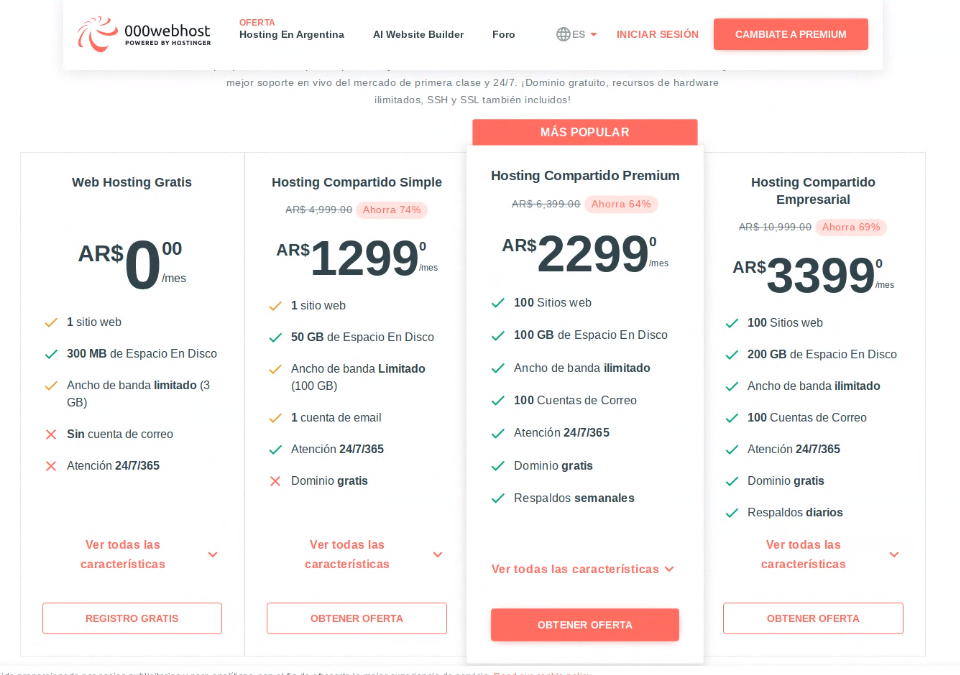 000webhost
POWERED BY HOSTINGER
OFERTA
Hosting En Argentina
AI Website Builder
Foro
ES
INICIAR SESIÓN
CAMBIATE A PREMIUM
mejor soporte en vivo del mercado de primera clase y 24/7. ¡Dominio gratuito, recursos de hardware
ilimitados, SSH y SSL también incluidos!
Web Hosting Gratis
AR$ 0 00 /mes
1 sitio web
300 MB de Espacio En Disco
Ancho de banda limitado (3
GB)
Sin cuenta de correo
Atención 24/7/365
Ver todas las
características
REGISTRO GRATIS
Hosting Compartido Simple
AR$ 4,999.00 Ahorra 74%
AR$ 1299 0 /mes
1 sitio web
50 GB de Espacio En Disco
Ancho de banda Limitado
(100 GB)
1 cuenta de email
Atención 24/7/365
Dominio gratis
Ver todas las
características
OBTENER OFERTA
MÁS POPULAR
Hosting Compartido Premium
AR$ 6,399.00 Ahorra 64%
AR$ 2299 0 /mes
100 Sitios web
100 GB de Espacio En Disco
Ancho de banda ilimitado
100 Cuentas de Correo
Atención 24/7/365
Dominio gratis
Respaldos semanales
Ver todas las características
OBTENER OFERTA
Hosting Compartido
Empresarial
AR$ 10,999.00 Ahorra 69%
AR$ 3399 0 /mes
100 Sitios web
200 GB de Espacio En Disco
Ancho de banda ilimitado
100 Cuentas de Correo
Atención 24/7/365
Dominio gratis
Respaldos diarios
Ver todas las
características
OBTENER OFERTA